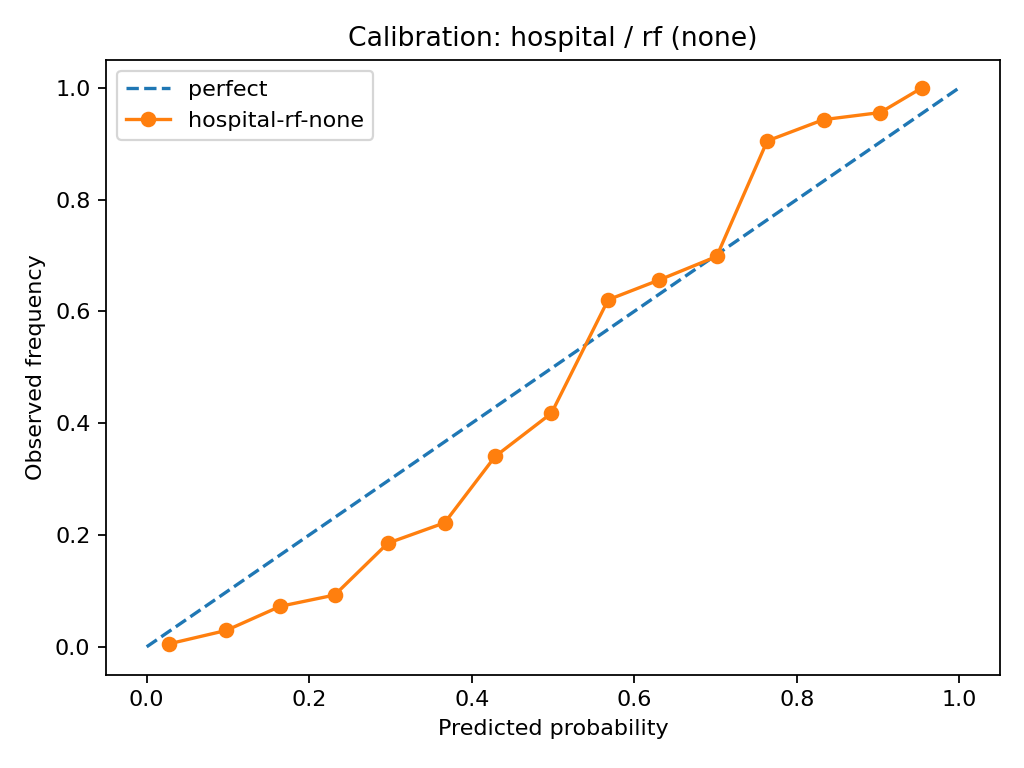 Calibration: hospital / rf (none)
perfect
hospital-rf-none
1.0
0.8
0.6
0.4
0.2
0.0
Observed frequency
0.0 0.2 0.4 0.6 0.8 1.0
Predicted probability